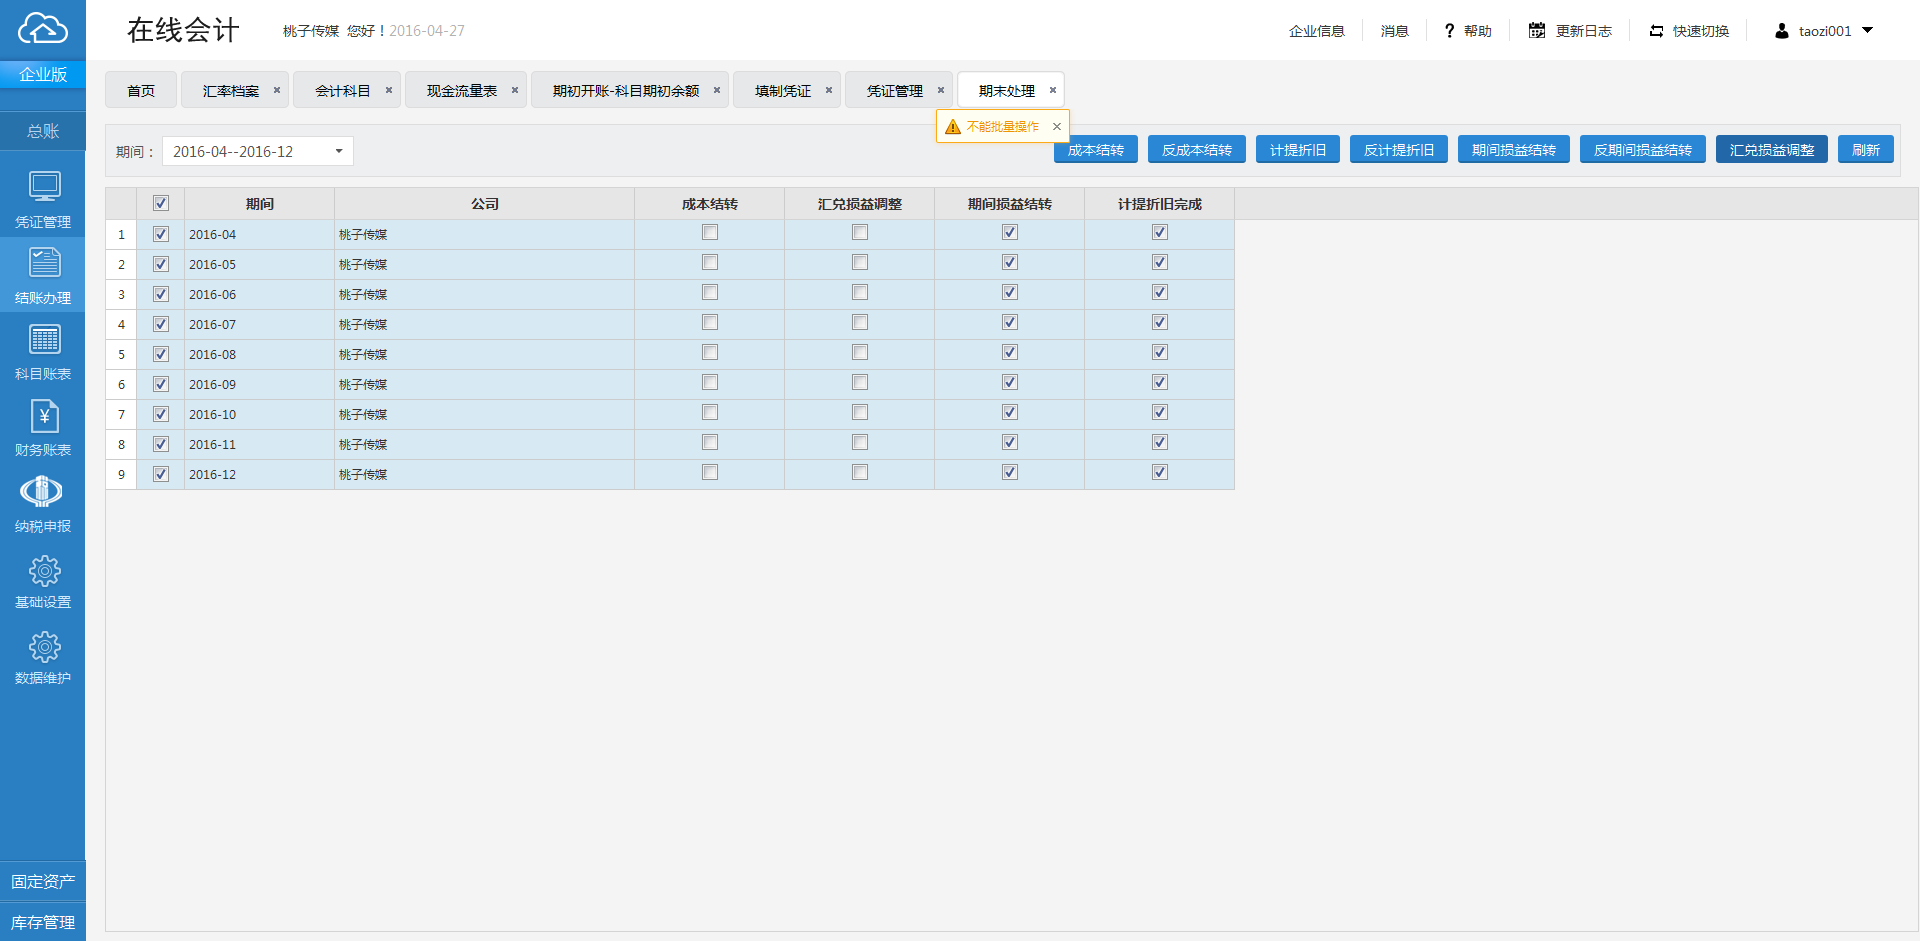 在线会计
桃子传媒 您好！2016-04-27
企业信息 消息 ? 帮助 更新日志 快速切换 taozi001
企业版
首页 汇率档案 × 会计科目 × 现金流量表 × 期初开账-科目期初余额 × 填制凭证 × 凭证管理 × 期末处理 ×
不能批量操作 ×
总账
凭证管理
结账办理
科目账表
¥
财务账表
纳税申报
基础设置
数据维护
固定资产
库存管理
期间： 2016-04--2016-12
成本结转 反成本结转 计提折旧 反计提折旧 期间损益结转 反期间损益结转 汇兑损益调整 刷新
期间 公司 成本结转 汇兑损益调整 期间损益结转 计提折旧完成
1 2016-04 桃子传媒
2 2016-05 桃子传媒
3 2016-06 桃子传媒
4 2016-07 桃子传媒
5 2016-08 桃子传媒
6 2016-09 桃子传媒
7 2016-10 桃子传媒
8 2016-11 桃子传媒
9 2016-12 桃子传媒